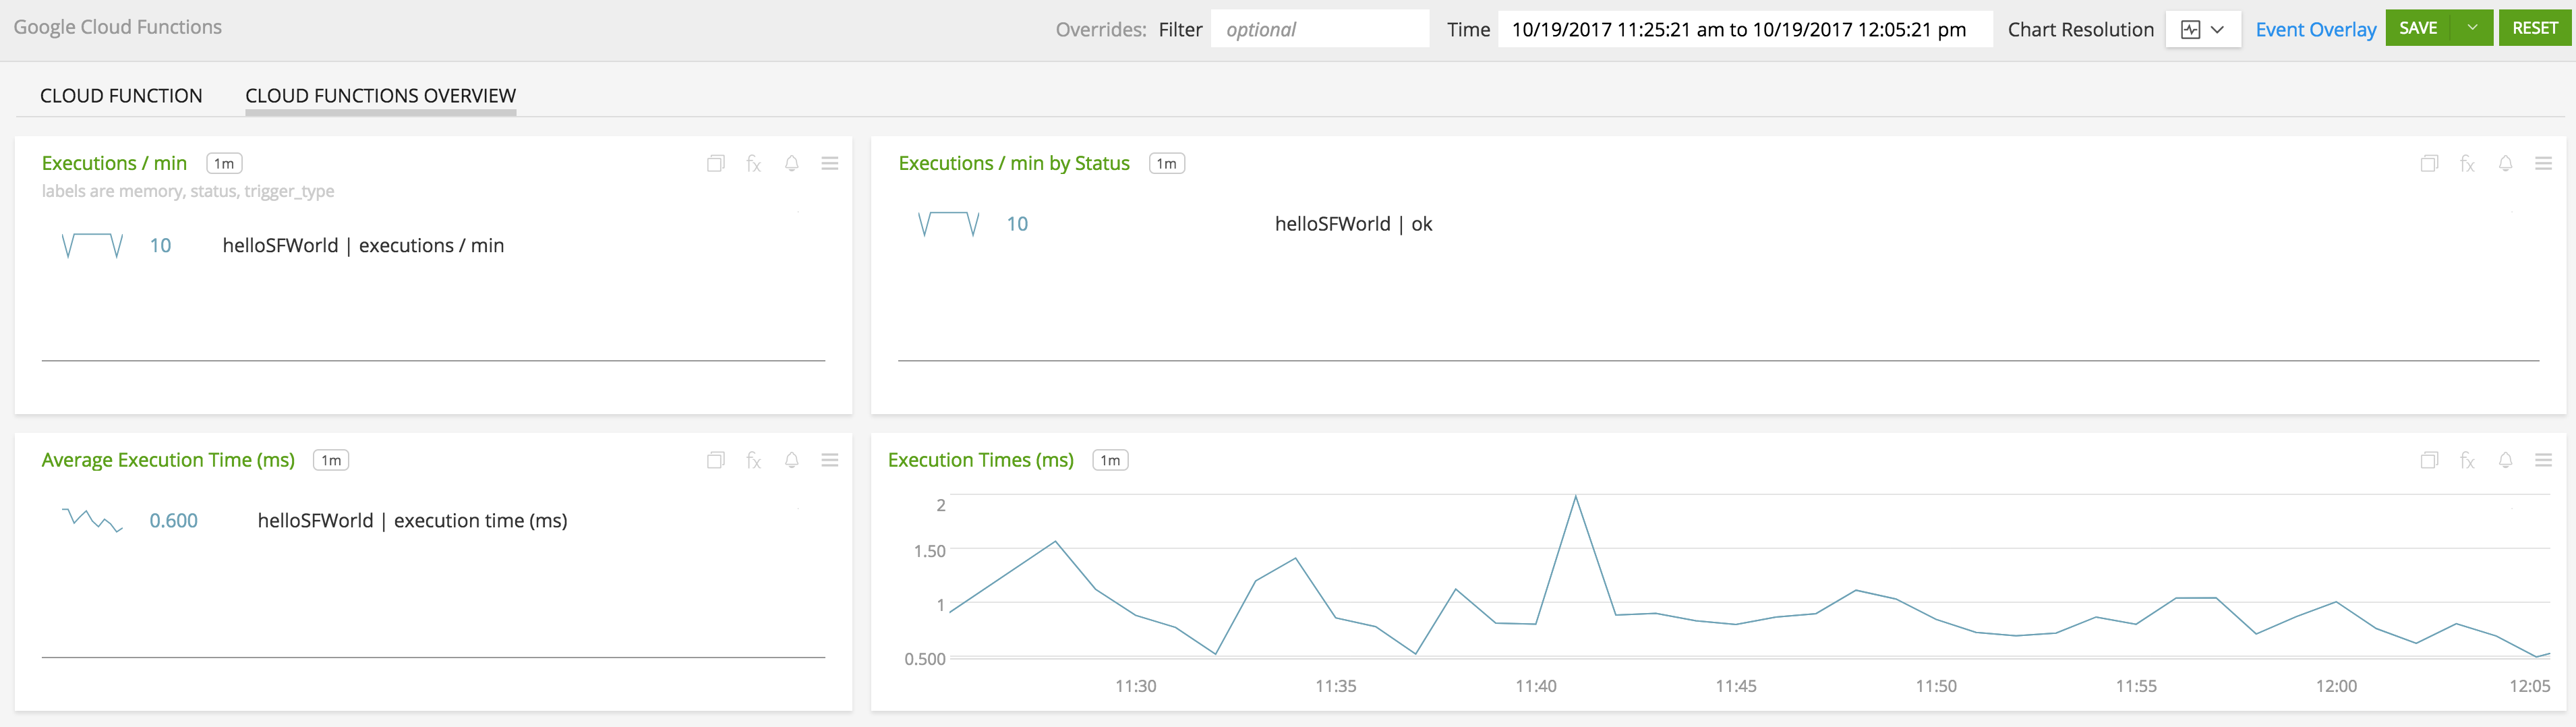 Google Cloud Functions
Overrides: Filter optional Time 10/19/2017 11:25:21 am to 10/19/2017 12:05:21 pm Chart Resolution Event Overlay SAVE RESET
CLOUD FUNCTION CLOUD FUNCTIONS OVERVIEW
Executions / min 1m
labels are memory, status, trigger_type
10 helloSFWorld | executions / min
Executions / min by Status 1m
10 helloSFWorld | ok
Average Execution Time (ms) 1m
0.600 helloSFWorld | execution time (ms)
Execution Times (ms) 1m
2
1.50
1
0.500
11:30 11:35 11:40 11:45 11:50 11:55 12:00 12:05